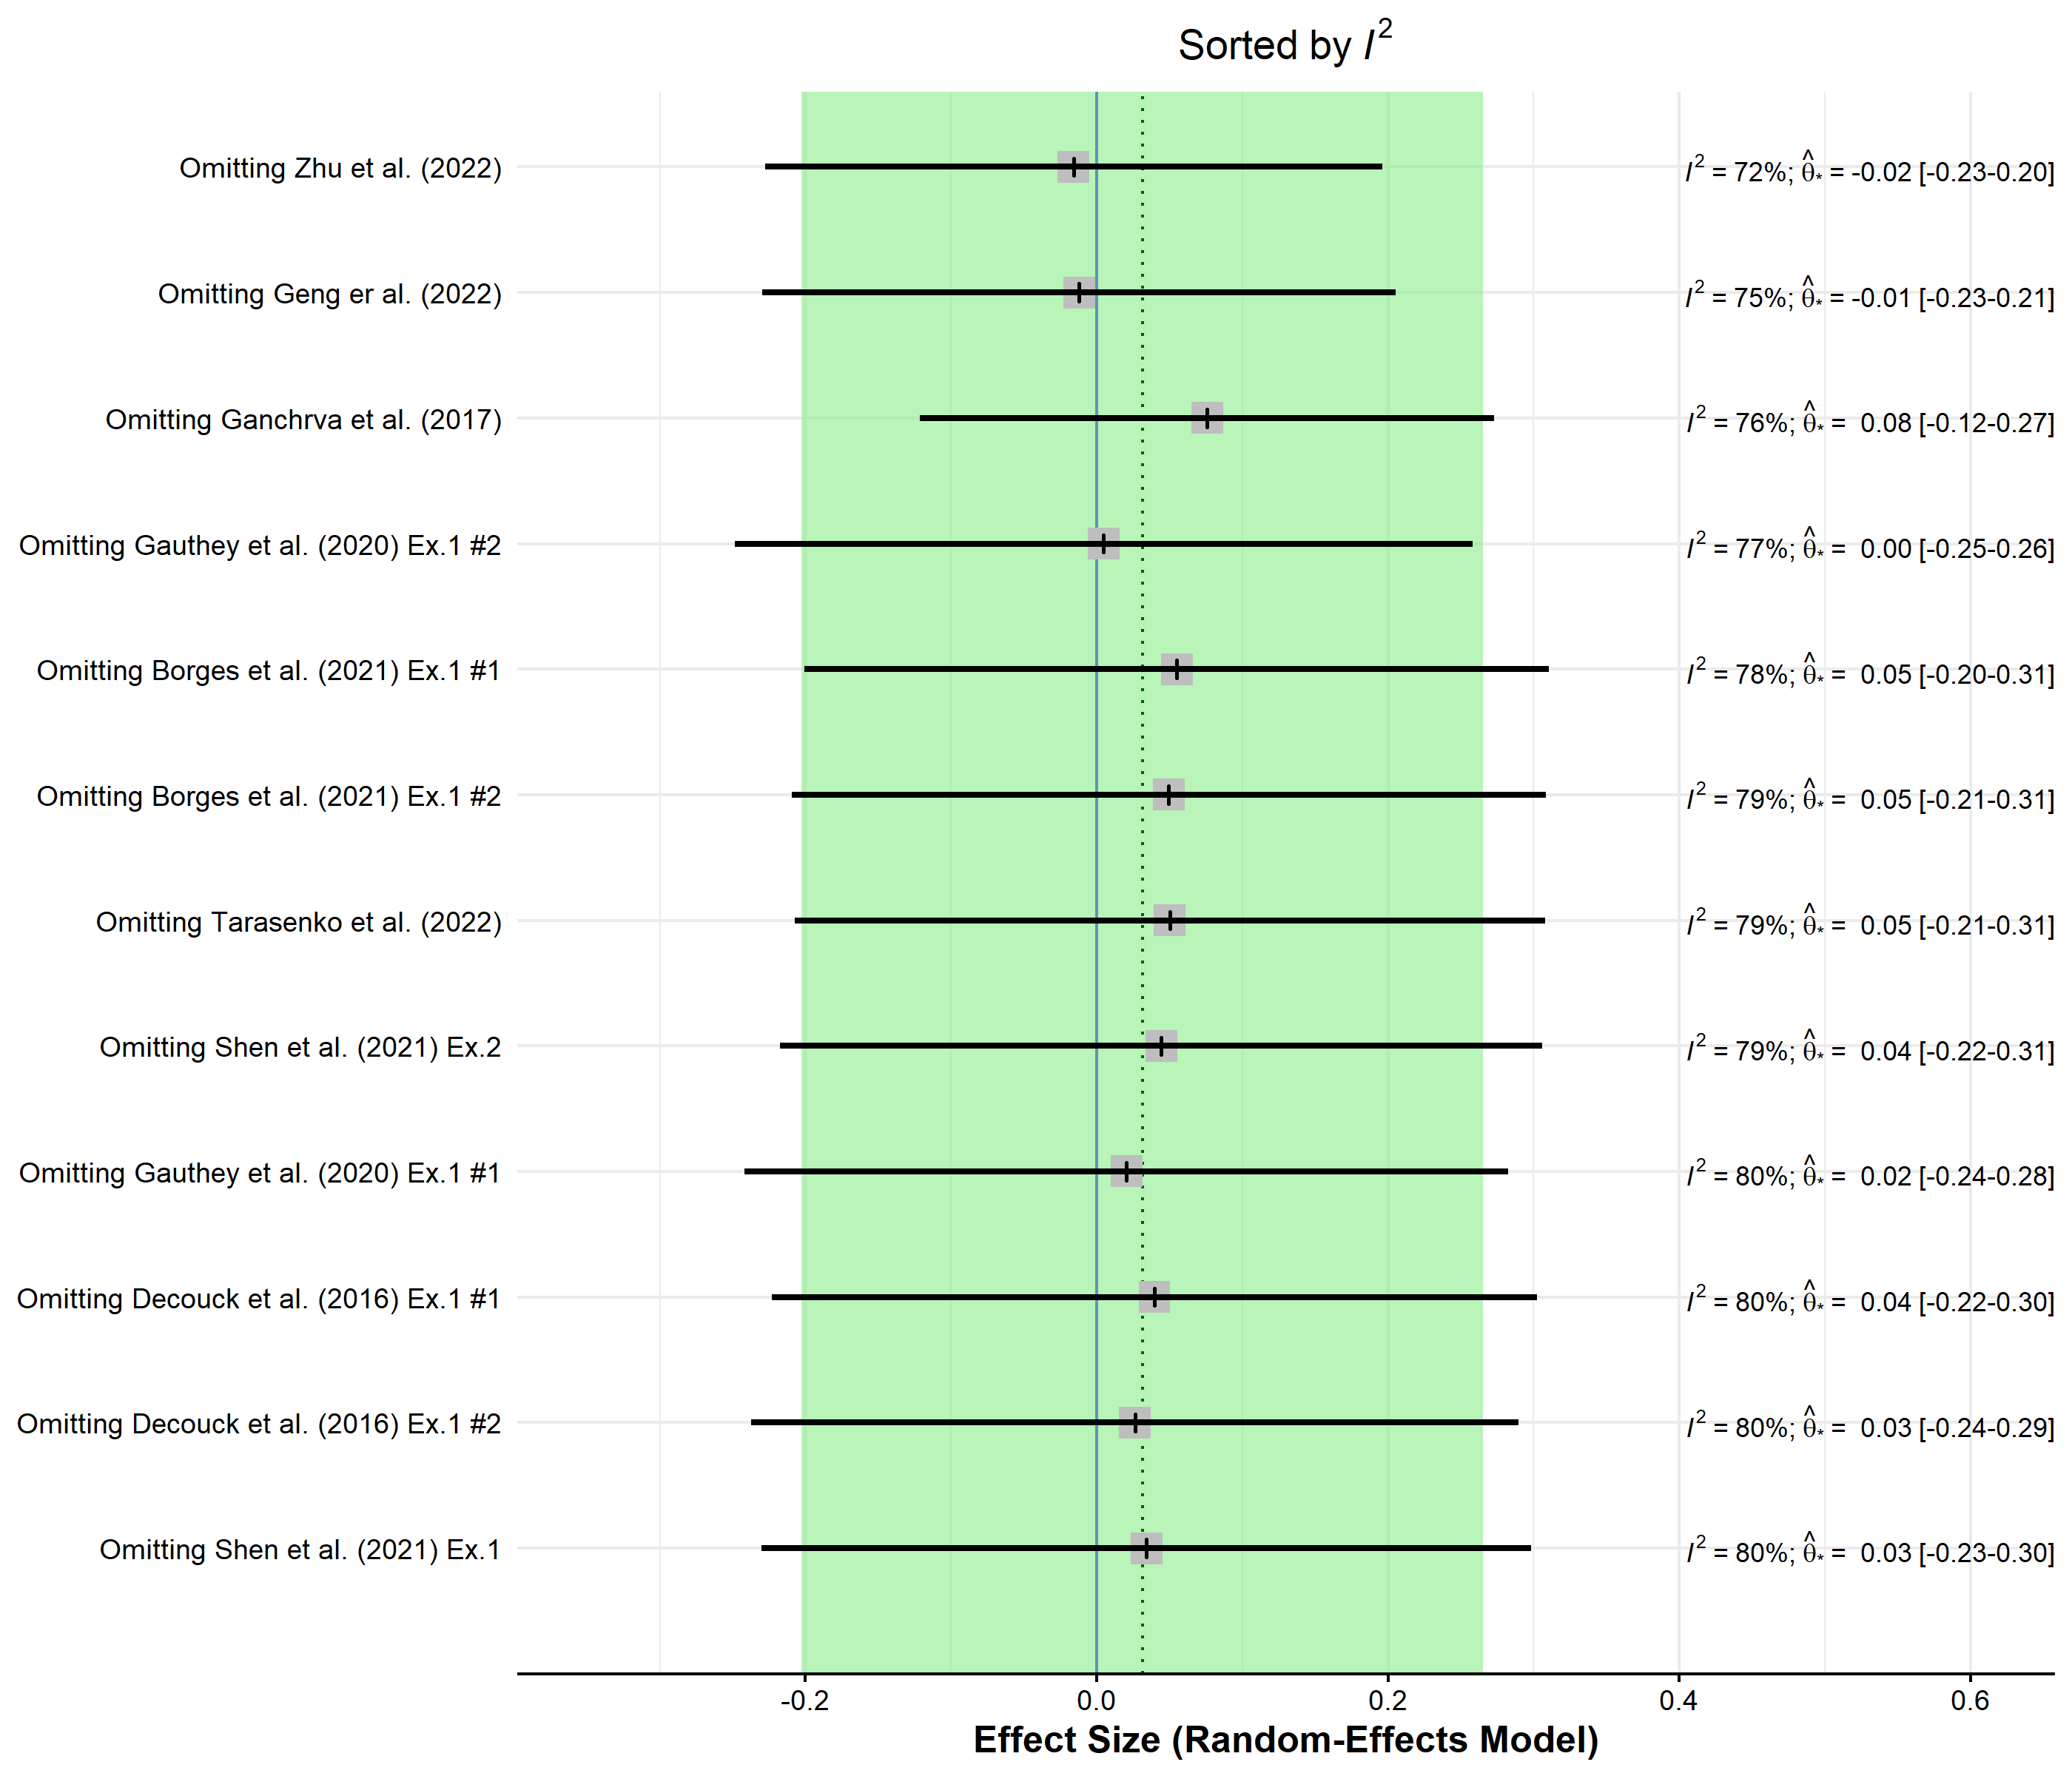 Sorted by I²
Omitting Zhu et al. (2022) I² = 72%; θ̂* = -0.02 [-0.23-0.20]
Omitting Geng er al. (2022) I² = 75%; θ̂* = -0.01 [-0.23-0.21]
Omitting Ganchrva et al. (2017) I² = 76%; θ̂* = 0.08 [-0.12-0.27]
Omitting Gauthey et al. (2020) Ex.1 #2 I² = 77%; θ̂* = 0.00 [-0.25-0.26]
Omitting Borges et al. (2021) Ex.1 #1 I² = 78%; θ̂* = 0.05 [-0.20-0.31]
Omitting Borges et al. (2021) Ex.1 #2 I² = 79%; θ̂* = 0.05 [-0.21-0.31]
Omitting Tarasenko et al. (2022) I² = 79%; θ̂* = 0.05 [-0.21-0.31]
Omitting Shen et al. (2021) Ex.2 I² = 79%; θ̂* = 0.04 [-0.22-0.31]
Omitting Gauthey et al. (2020) Ex.1 #1 I² = 80%; θ̂* = 0.02 [-0.24-0.28]
Omitting Decouck et al. (2016) Ex.1 #1 I² = 80%; θ̂* = 0.04 [-0.22-0.30]
Omitting Decouck et al. (2016) Ex.1 #2 I² = 80%; θ̂* = 0.03 [-0.24-0.29]
Omitting Shen et al. (2021) Ex.1 I² = 80%; θ̂* = 0.03 [-0.23-0.30]
-0.2 0.0 0.2 0.4 0.6
Effect Size (Random-Effects Model)